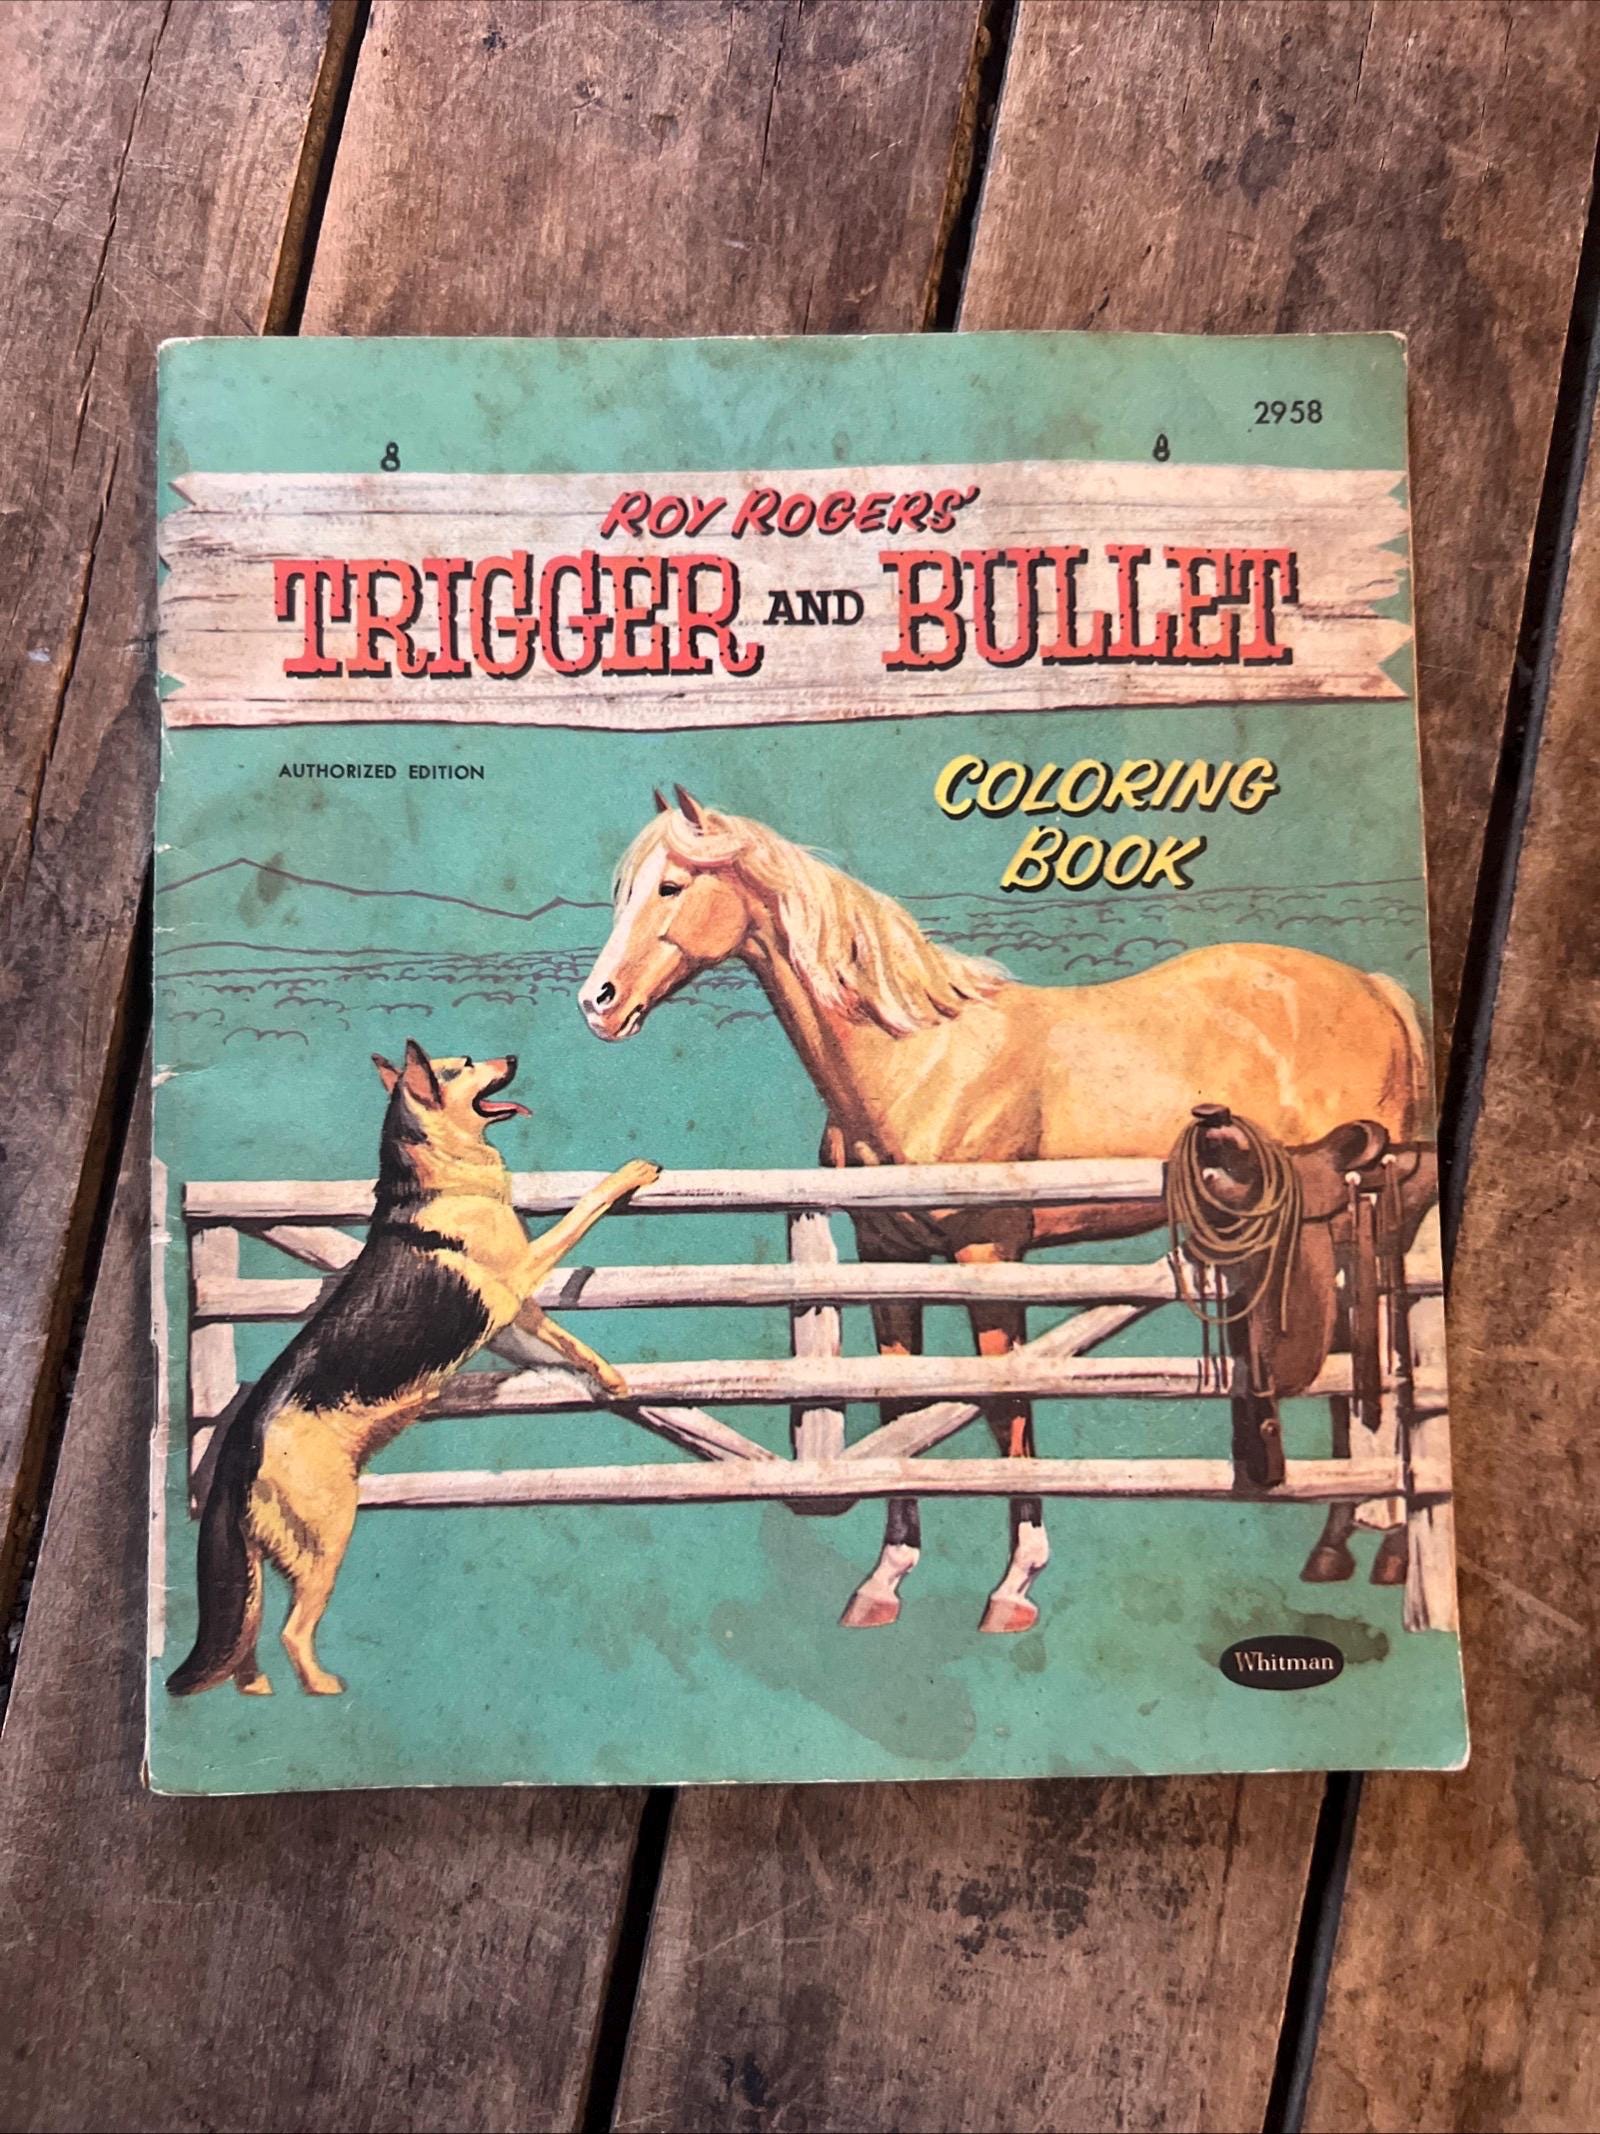 2958
ROY ROGERS'
TRIGGER AND BULLET
AUTHORIZED EDITION
COLORING
BOOK
Whitman